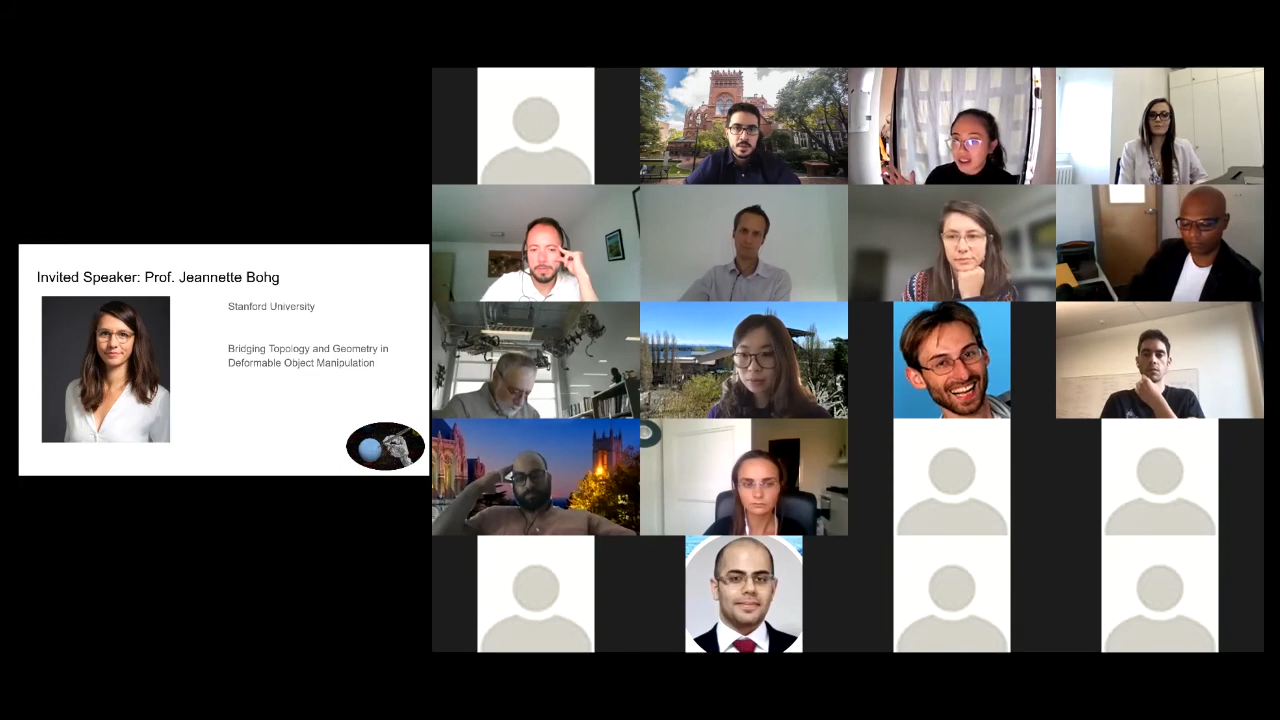 Invited Speaker: Prof. Jeannette Bohg
Stanford University
Bridging Topology and Geometry in
Deformable Object Manipulation